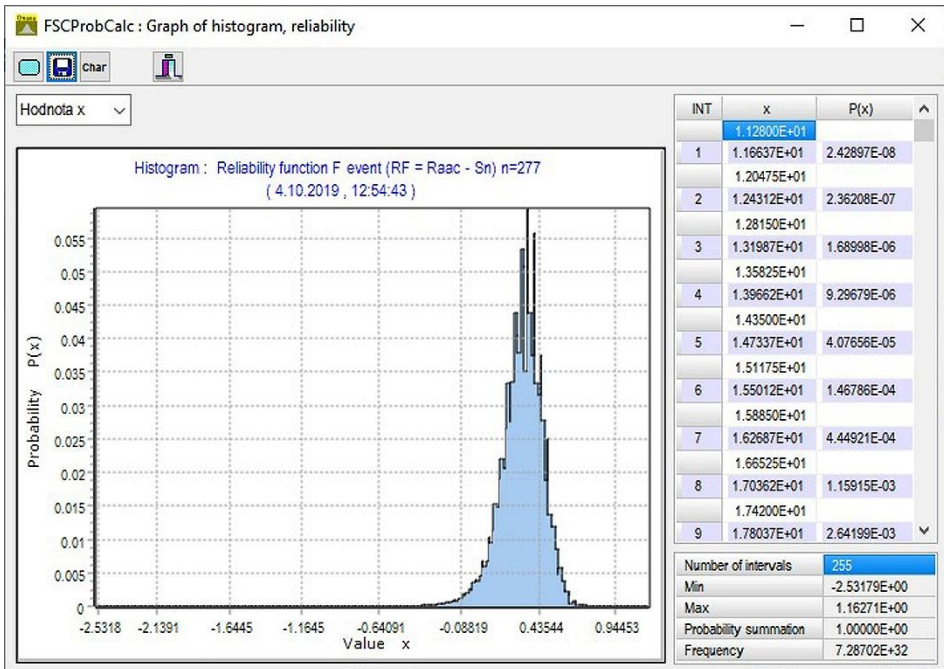 FSCProbCalc : Graph of histogram, reliability
Char
Hodnota x
Histogram : Reliability function F event (RF = Raac - Sn) n=277
( 4.10.2019 , 12:54:43 )
Probability P(x)
0.055
0.05
0.045
0.04
0.035
0.03
0.025
0.02
0.015
0.01
0.005
0
-2.5318 -2.1391 -1.6445 -1.1645 -0.64091 -0.08819 0.43544 0.94453
Value x
INT x P(x)
1.12800E+01
1 1.16637E+01 2.42897E-08
1.20475E+01
2 1.24312E+01 2.36208E-07
1.28150E+01
3 1.31987E+01 1.68998E-06
1.35825E+01
4 1.39662E+01 9.29679E-06
1.43500E+01
5 1.47337E+01 4.07656E-05
1.51175E+01
6 1.55012E+01 1.46786E-04
1.58850E+01
7 1.62687E+01 4.44921E-04
1.66525E+01
8 1.70362E+01 1.15915E-03
1.74200E+01
9 1.78037E+01 2.64199E-03
Number of intervals 255
Min -2.53179E+00
Max 1.16271E+00
Probability summation 1.00000E+00
Frequency 7.28702E+32